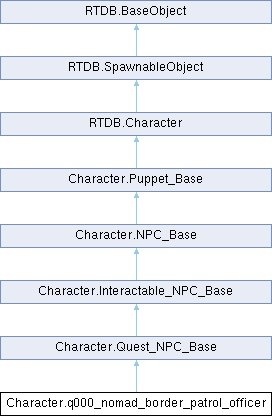 RTDB.BaseObject
RTDB.SpawnableObject
RTDB.Character
Character.Puppet_Base
Character.NPC_Base
Character.Interactable_NPC_Base
Character.Quest_NPC_Base
Character.q000_nomad_border_patrol_officer